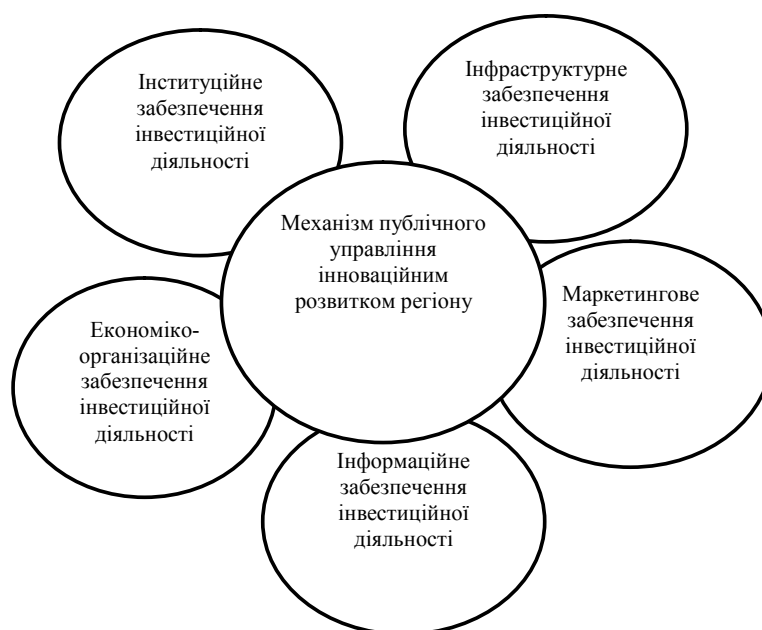 Інституційне
забезпечення
інвестиційної
діяльності
Інфраструктурне
забезпечення
інвестиційної
діяльності
Механізм публічного
управління
інноваційним
розвитком регіону
Маркетингове
забезпечення
інвестиційної
діяльності
Економіко-
організаційне
забезпечення
інвестиційної
діяльності
Інформаційне
забезпечення
інвестиційної
діяльності